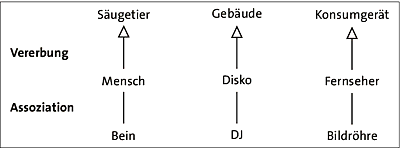 Säugetier Gebäude Konsumgerät
Vererbung
Mensch Disko Fernseher
Assoziation
Bein DJ Bildröhre